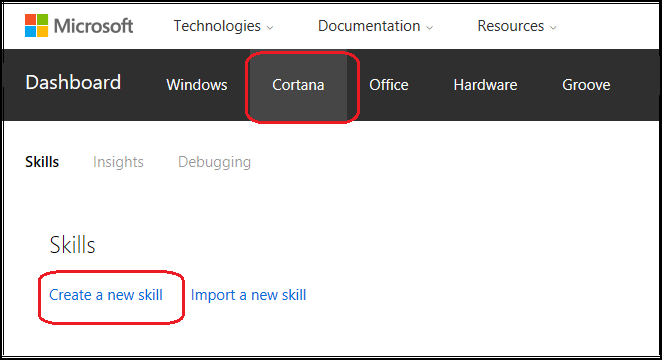 Microsoft Technologies Documentation Resources
Dashboard Windows Cortana Office Hardware Groove
Skills Insights Debugging
Skills
Create a new skill Import a new skill